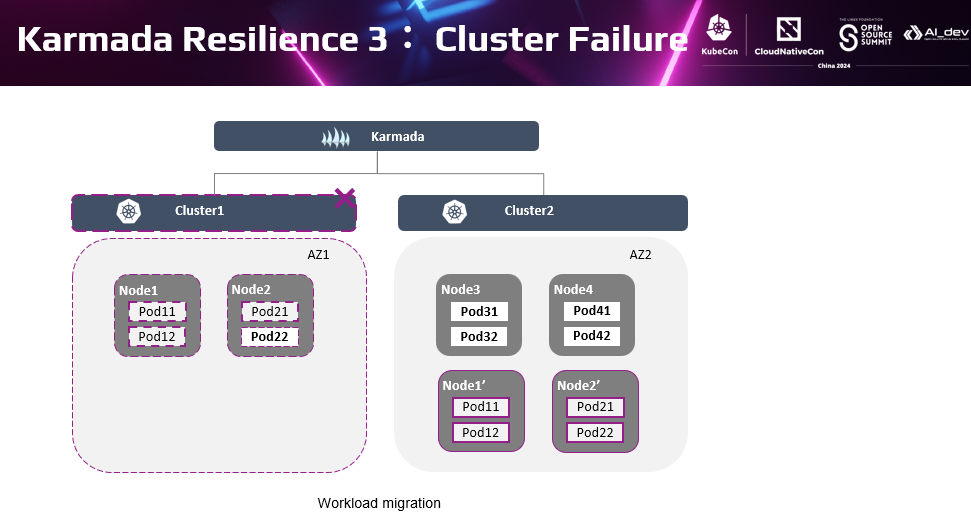 Karmada Resilience 3： Cluster Failure
KubeCon
CloudNativeCon
THE LINUX FOUNDATION
OPEN
SOURCE
SUMMIT
AI_dev
China 2024
Karmada
Cluster1
Cluster2
AZ1
AZ2
Node1
Pod11
Pod12
Node2
Pod21
Pod22
Node3
Pod31
Pod32
Node4
Pod41
Pod42
Node1’
Pod11
Pod12
Node2’
Pod21
Pod22
Workload migration